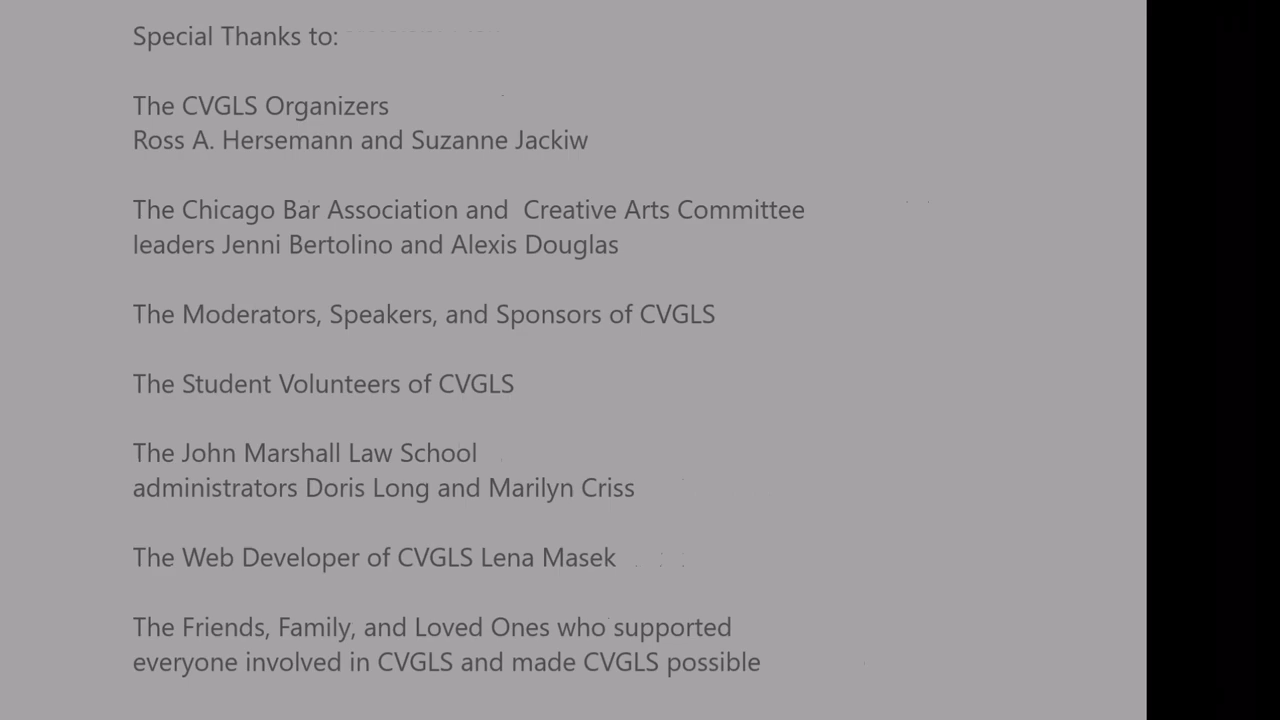 Special Thanks to:
The CVGLS Organizers
Ross A. Hersemann and Suzanne Jackiw
The Chicago Bar Association and  Creative Arts Committee
leaders Jenni Bertolino and Alexis Douglas
The Moderators, Speakers, and Sponsors of CVGLS
The Student Volunteers of CVGLS
The John Marshall Law School
administrators Doris Long and Marilyn Criss
The Web Developer of CVGLS Lena Masek
The Friends, Family, and Loved Ones who supported
everyone involved in CVGLS and made CVGLS possible